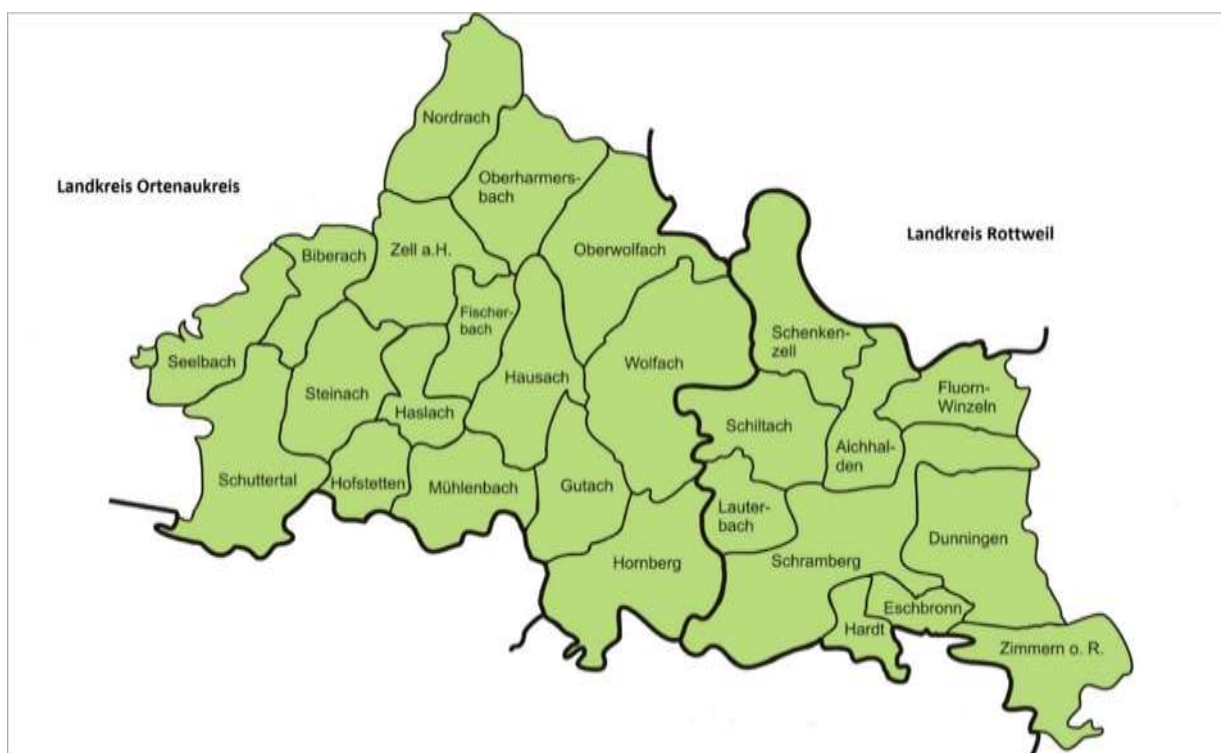 Nordrach
Landkreis Ortenaukreis
Oberharmers-
bach
Landkreis Rottweil
Biberach
Zell a.H.
Oberwolfach
Fischer-
bach
Schenken-
zell
Seelbach
Wolfach
Steinach
Hausach
Fluorn-
Winzeln
Haslach
Schiltach
Aichhal-
den
Schuttertal
Hofstetten
Mühlenbach
Gutach
Lauter-
bach
Dunningen
Hornberg
Schramberg
Eschbronn
Hardt
Zimmern o. R.